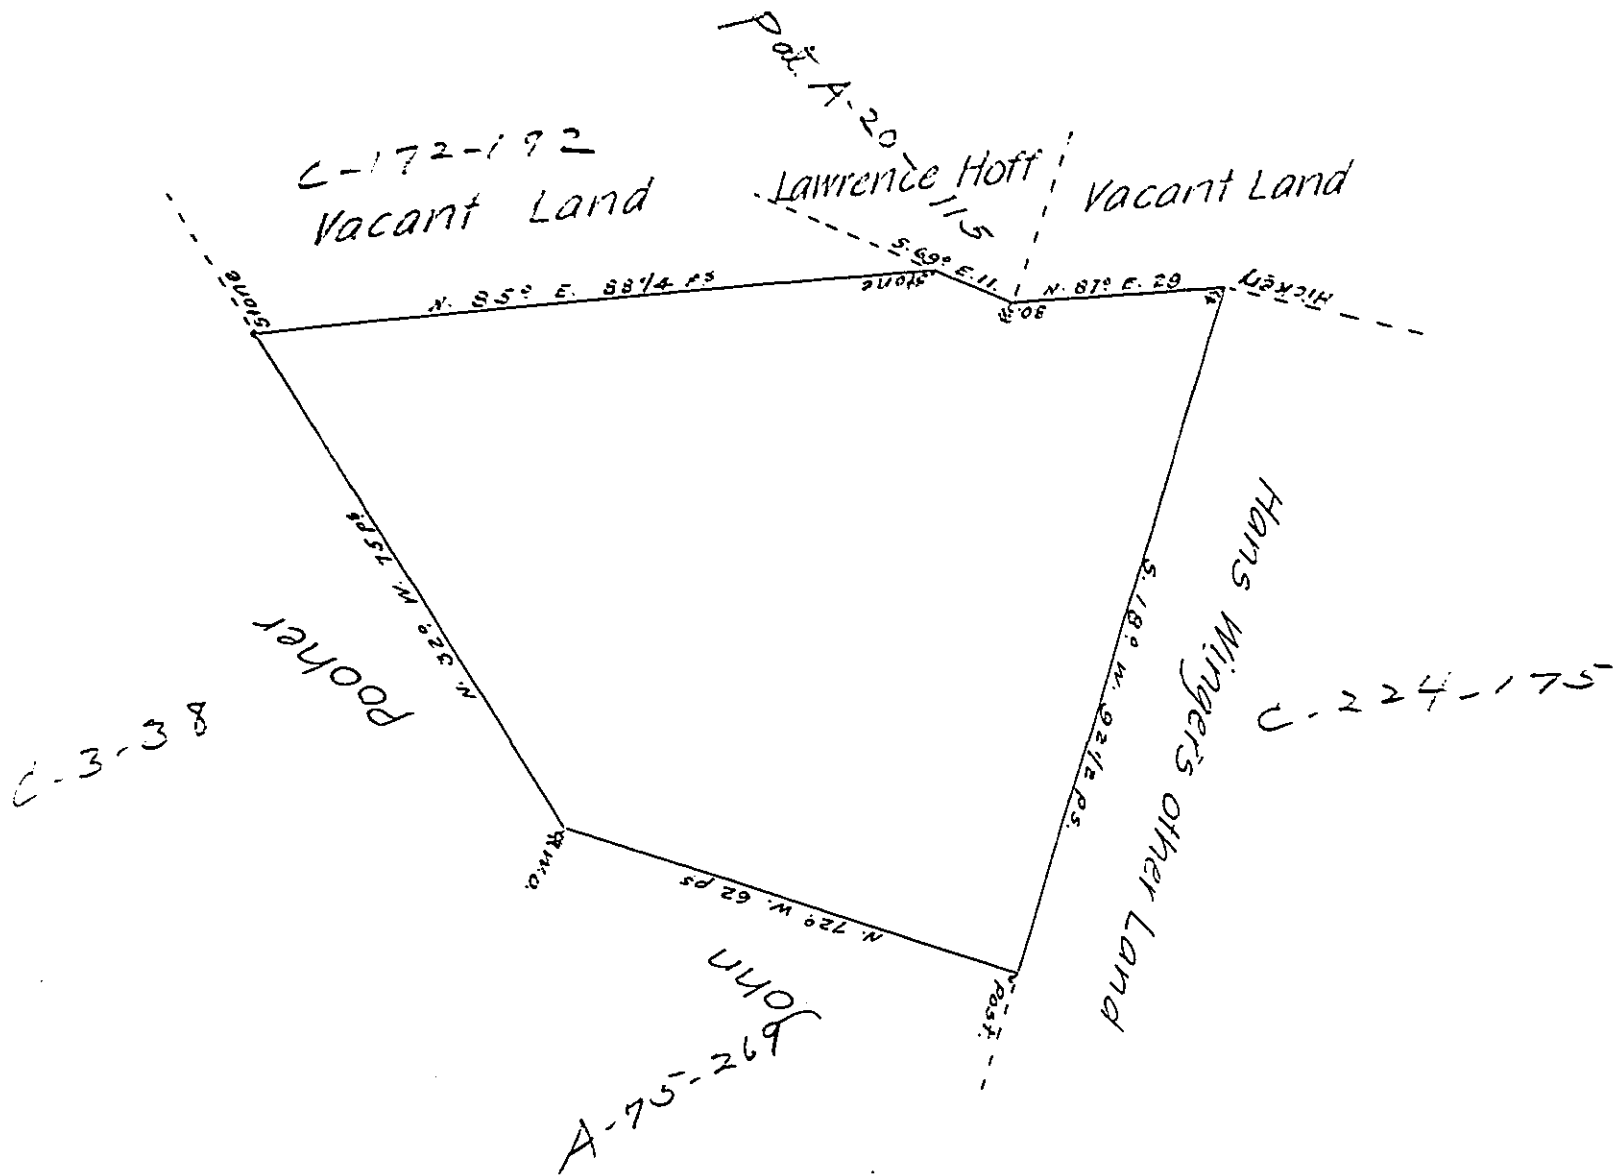 Pat. A-20-115
C-172-192
Vacant Land
Lawrence Hoff
Vacant Land
Stone
N. 85° E. 88 1/4 ps
Stone
S. 69° E. 11.
N. 87° E. 29
Hickery
B.O.
N. 32° W. 75 ps
S. 18° W. 92 1/2 ps.
Hans Wingers other Land
C-224-175
Pooher
C-3-38
W.O.
N. 72° W. 62 ps
Post.
John
A-75-269